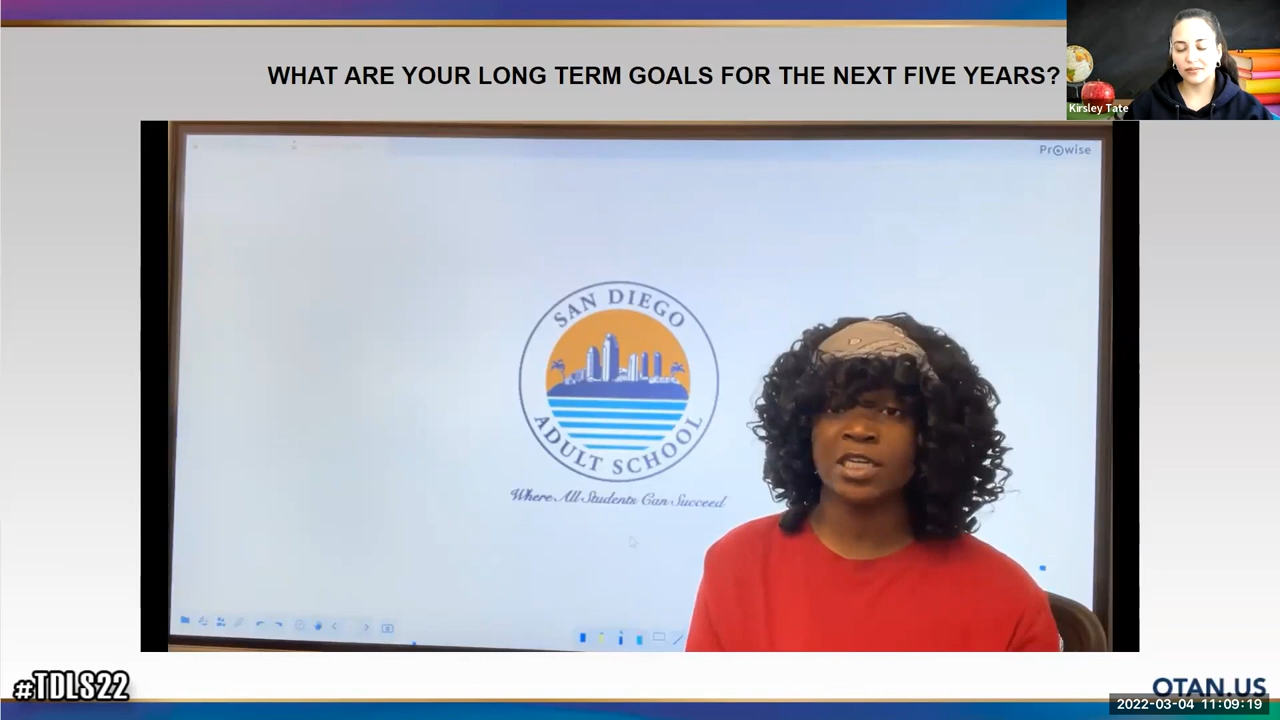 WHAT ARE YOUR LONG TERM GOALS FOR THE NEXT FIVE YEARS?
Kirsley Tate
Prowise
SAN DIEGO
ADULT SCHOOL
Where All Students Can Succeed
#TDLS22
OTAN.US
2022-03-04 11:09:19